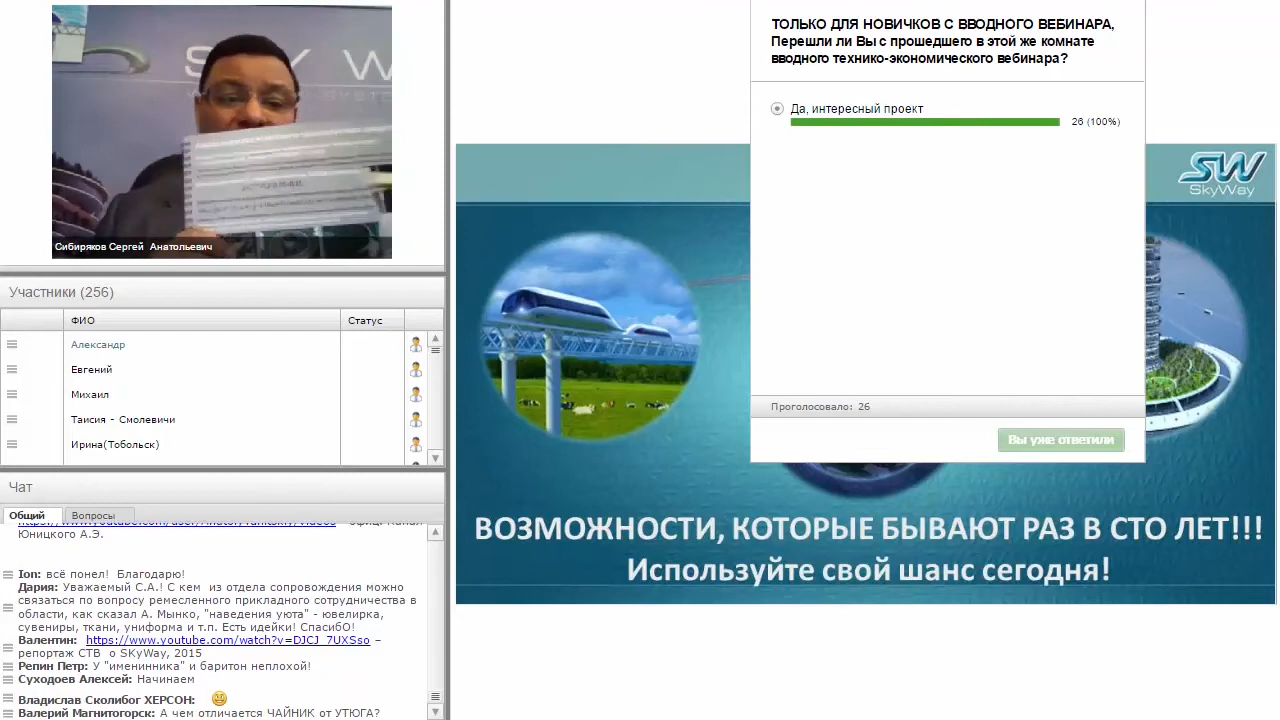 SKY W
Сибиряков Сергей Анатольевич
Участники (256)
ФИО
Статус
Александр
Евгений
Михаил
Таисия - Смолевичи
Ирина(Тобольск)
Чат
Общий
Вопросы
Юницкого А.Э.
Ion: всё понел! Благодарю!
Дария: Уважаемый С.А.! С кем из отдела сопровождения можно
связаться по вопросу ремесленного прикладного сотрудничества в
области, как сказал А. Мынко, "наведения уюта" - ювелирка,
сувениры, ткани, униформа и т.п. Есть идейки! СпасибО!
Валентин: https://www.youtube.com/watch?v=DJCJ_7UXSso –
репортаж СТВ о SKyWay, 2015
Репин Петр: У "именинника" и баритон неплохой!
Суходоев Алексей: Начинаем
Владислав Сколибог ХЕРСОН:
Валерий Магнитогорск: А чем отличается ЧАЙНИК от УТЮГА?
ТОЛЬКО ДЛЯ НОВИЧКОВ С ВВОДНОГО ВЕБИНАРА,
Перешли ли Вы с прошедшего в этой же комнате
вводного технико-экономического вебинара?
Да, интересный проект
26 (100%)
Проголосовало: 26
Вы уже ответили
SW
SkyWay
ВОЗМОЖНОСТИ, КОТОРЫЕ БЫВАЮТ РАЗ В СТО ЛЕТ!!!
Используйте свой шанс сегодня!